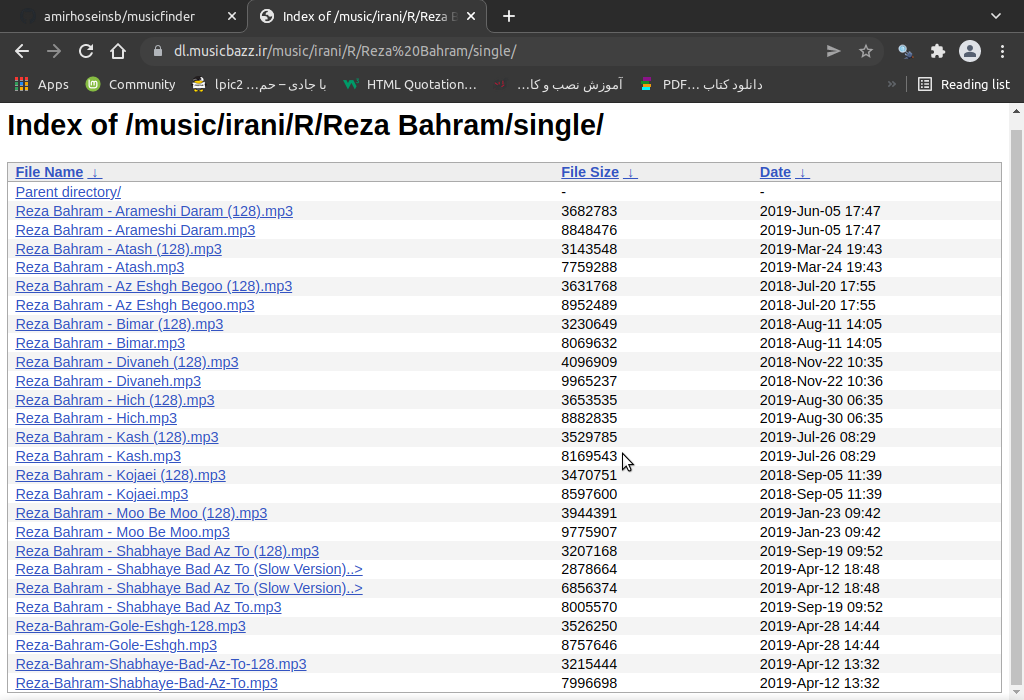 amirhoseinsb/musicfinder
Index of /music/irani/R/Reza B
dl.musicbazz.ir/music/irani/R/Reza%20Bahram/single/
Apps Community lpic2 با جادی – حم… HTML Quotation… آموزش نصب و کا… دانلود کتاب …PDF » Reading list
Index of /music/irani/R/Reza Bahram/single/
File Name ↓ File Size ↓ Date ↓
Parent directory/ - -
Reza Bahram - Arameshi Daram (128).mp3 3682783 2019-Jun-05 17:47
Reza Bahram - Arameshi Daram.mp3 8848476 2019-Jun-05 17:47
Reza Bahram - Atash (128).mp3 3143548 2019-Mar-24 19:43
Reza Bahram - Atash.mp3 7759288 2019-Mar-24 19:43
Reza Bahram - Az Eshgh Begoo (128).mp3 3631768 2018-Jul-20 17:55
Reza Bahram - Az Eshgh Begoo.mp3 8952489 2018-Jul-20 17:55
Reza Bahram - Bimar (128).mp3 3230649 2018-Aug-11 14:05
Reza Bahram - Bimar.mp3 8069632 2018-Aug-11 14:05
Reza Bahram - Divaneh (128).mp3 4096909 2018-Nov-22 10:35
Reza Bahram - Divaneh.mp3 9965237 2018-Nov-22 10:36
Reza Bahram - Hich (128).mp3 3653535 2019-Aug-30 06:35
Reza Bahram - Hich.mp3 8882835 2019-Aug-30 06:35
Reza Bahram - Kash (128).mp3 3529785 2019-Jul-26 08:29
Reza Bahram - Kash.mp3 8169543 2019-Jul-26 08:29
Reza Bahram - Kojaei (128).mp3 3470751 2018-Sep-05 11:39
Reza Bahram - Kojaei.mp3 8597600 2018-Sep-05 11:39
Reza Bahram - Moo Be Moo (128).mp3 3944391 2019-Jan-23 09:42
Reza Bahram - Moo Be Moo.mp3 9775907 2019-Jan-23 09:42
Reza Bahram - Shabhaye Bad Az To (128).mp3 3207168 2019-Sep-19 09:52
Reza Bahram - Shabhaye Bad Az To (Slow Version)..> 2878664 2019-Apr-12 18:48
Reza Bahram - Shabhaye Bad Az To (Slow Version)..> 6856374 2019-Apr-12 18:48
Reza Bahram - Shabhaye Bad Az To.mp3 8005570 2019-Sep-19 09:52
Reza-Bahram-Gole-Eshgh-128.mp3 3526250 2019-Apr-28 14:44
Reza-Bahram-Gole-Eshgh.mp3 8757646 2019-Apr-28 14:44
Reza-Bahram-Shabhaye-Bad-Az-To-128.mp3 3215444 2019-Apr-12 13:32
Reza-Bahram-Shabhaye-Bad-Az-To.mp3 7996698 2019-Apr-12 13:32